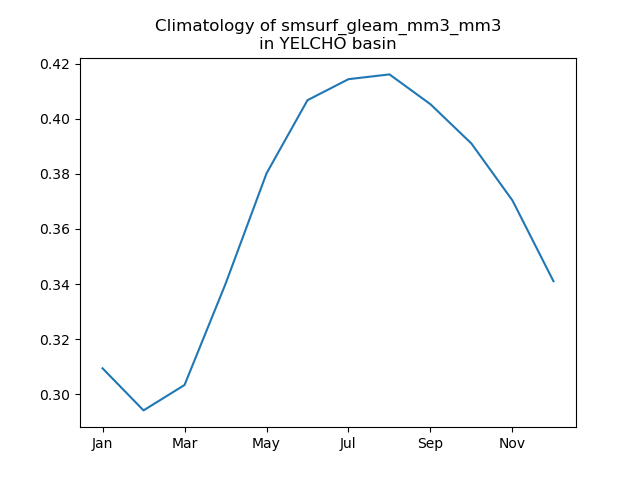 Climatology of smsurf_gleam_mm3_mm3
in YELCHO basin
0.42
0.40
0.38
0.36
0.34
0.32
0.30
Jan Mar May Jul Sep Nov